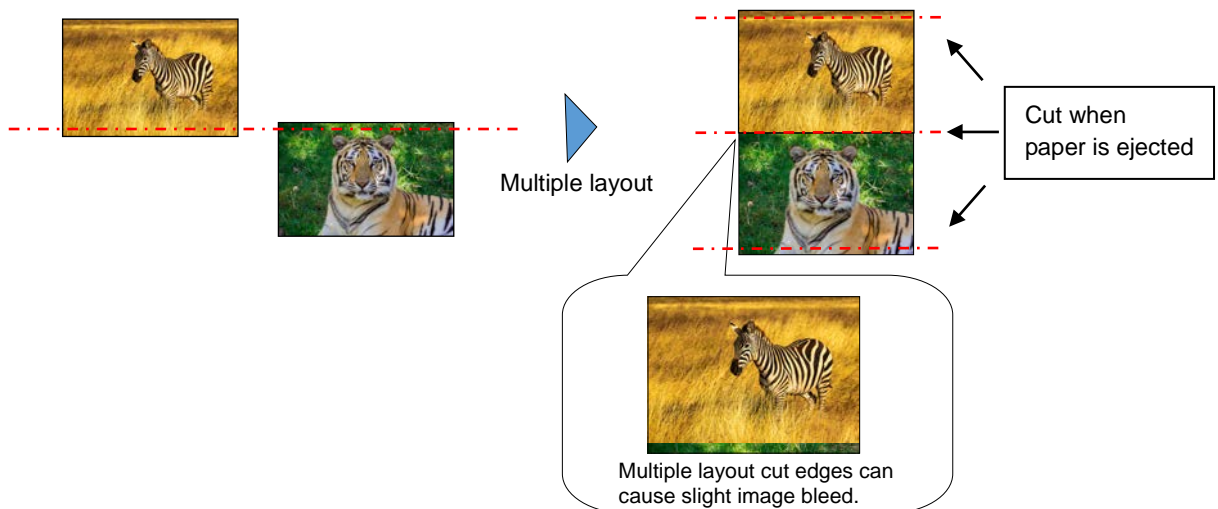 Cut when
paper is ejected
Multiple layout
Multiple layout cut edges can
cause slight image bleed.